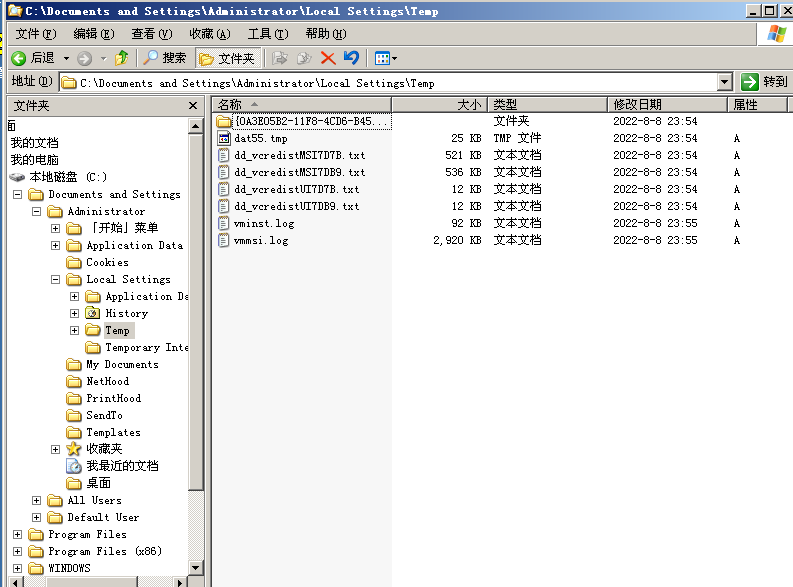 C:\Documents and Settings\Administrator\Local Settings\Temp
文件(F) 编辑(E) 查看(V) 收藏(A) 工具(T) 帮助(H)
后退 搜索 文件夹
地址(D) C:\Documents and Settings\Administrator\Local Settings\Temp 转到
文件夹
面
我的文档
我的电脑
本地磁盘 (C:)
Documents and Settings
Administrator
「开始」菜单
Application Data
Cookies
Local Settings
Application Da
History
Temp
Temporary Inte
My Documents
NetHood
PrintHood
SendTo
Templates
收藏夹
我最近的文档
桌面
All Users
Default User
Program Files
Program Files (x86)
WINDOWS
名称 大小 类型 修改日期 属性
{0A3E05B2-11F8-4CD6-B45... 文件夹 2022-8-8 23:54
dat55.tmp 25 KB TMP 文件 2022-8-8 23:54 A
dd_vcredistMSI7D7B.txt 521 KB 文本文档 2022-8-8 23:54 A
dd_vcredistMSI7DB9.txt 536 KB 文本文档 2022-8-8 23:54 A
dd_vcredistUI7D7B.txt 12 KB 文本文档 2022-8-8 23:54 A
dd_vcredistUI7DB9.txt 12 KB 文本文档 2022-8-8 23:54 A
vminst.log 92 KB 文本文档 2022-8-8 23:55 A
vmmsi.log 2,920 KB 文本文档 2022-8-8 23:55 A